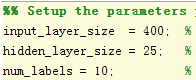 %% Setup the parameters
input_layer_size  = 400;  %
hidden_layer_size = 25;   %
num_labels = 10;          %